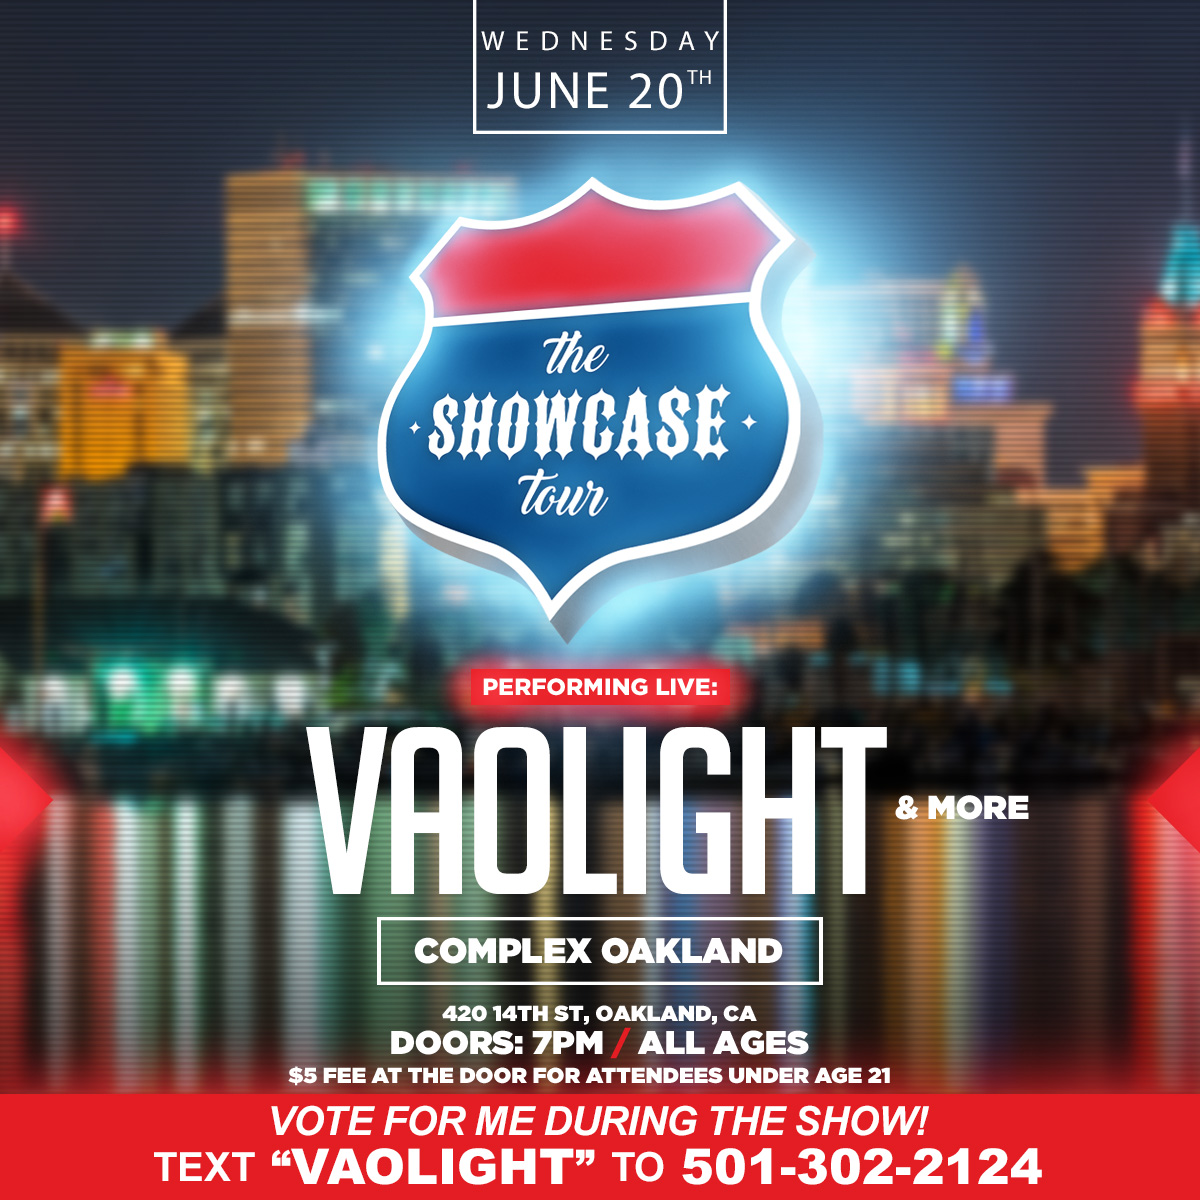 WEDNESDAY
JUNE 20TH
the
SHOWCASE
tour
PERFORMING LIVE:
VAOLIGHT
& MORE
COMPLEX OAKLAND
420 14TH ST, OAKLAND, CA
DOORS: 7PM / ALL AGES
$5 FEE AT THE DOOR FOR ATTENDEES UNDER AGE 21
VOTE FOR ME DURING THE SHOW!
TEXT “VAOLIGHT” TO 501-302-2124